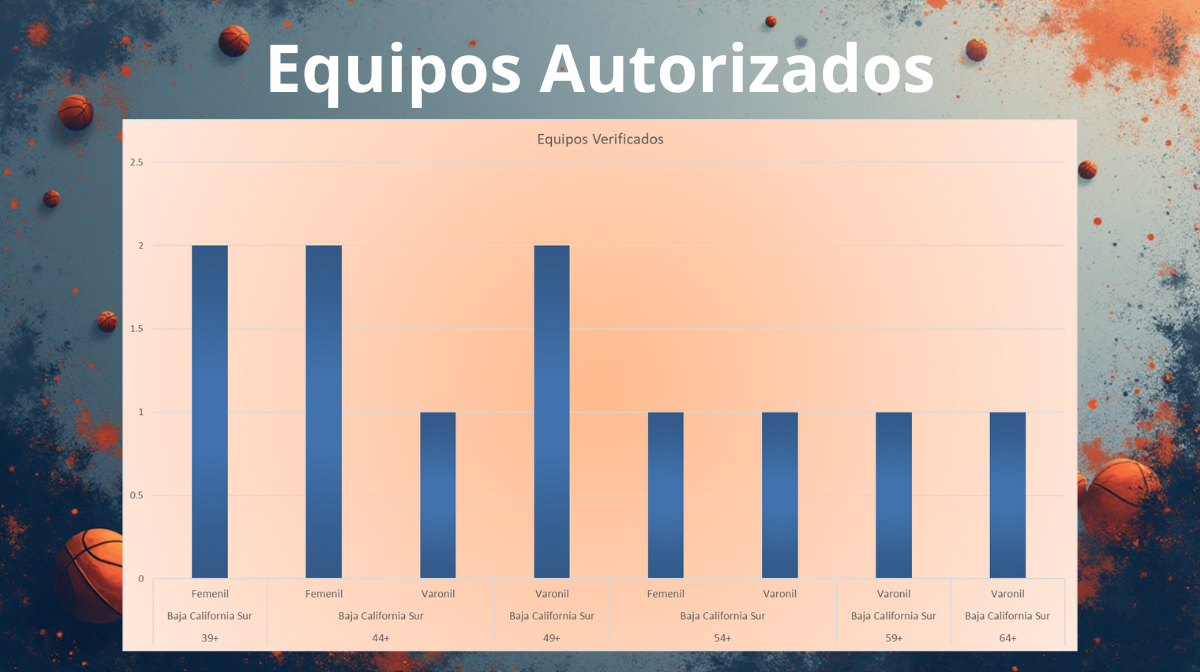 Equipos Autorizados
Equipos Verificados
2.5
2
1.5
1
0.5
0
Femenil Femenil Varonil Varonil Femenil Varonil Varonil Varonil
Baja California Sur Baja California Sur Baja California Sur Baja California Sur Baja California Sur Baja California Sur
39+ 44+ 49+ 54+ 59+ 64+